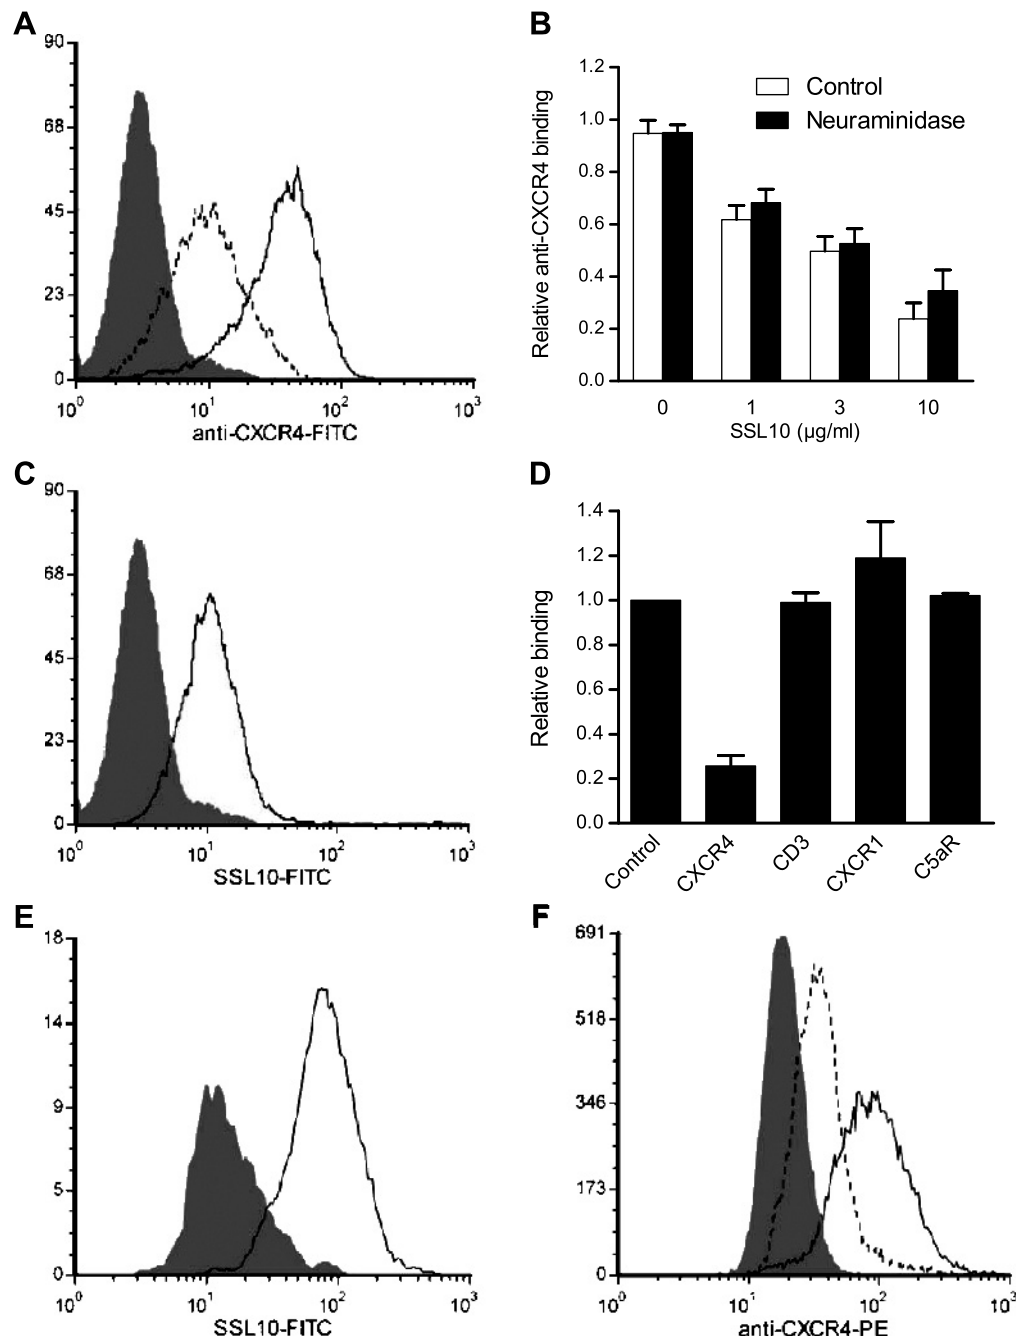 A
90
68
45
23
0
10⁰ 10¹ 10² 10³
anti-CXCR4-FITC
B
Relative anti-CXCR4 binding
1.2
1.0
0.8
0.6
0.4
0.2
0.0
Control
Neuraminidase
0 1 3 10
SSL10 (µg/ml)
C
90
68
45
23
0
10⁰ 10¹ 10² 10³
SSL10-FITC
D
Relative binding
1.4
1.2
1.0
0.8
0.6
0.4
0.2
0.0
Control CXCR4 CD3 CXCR1 C5aR
E
18
14
9
5
0
10⁰ 10¹ 10² 10³
SSL10-FITC
F
691
518
346
173
0
10⁰ 10¹ 10² 10³
anti-CXCR4-PE